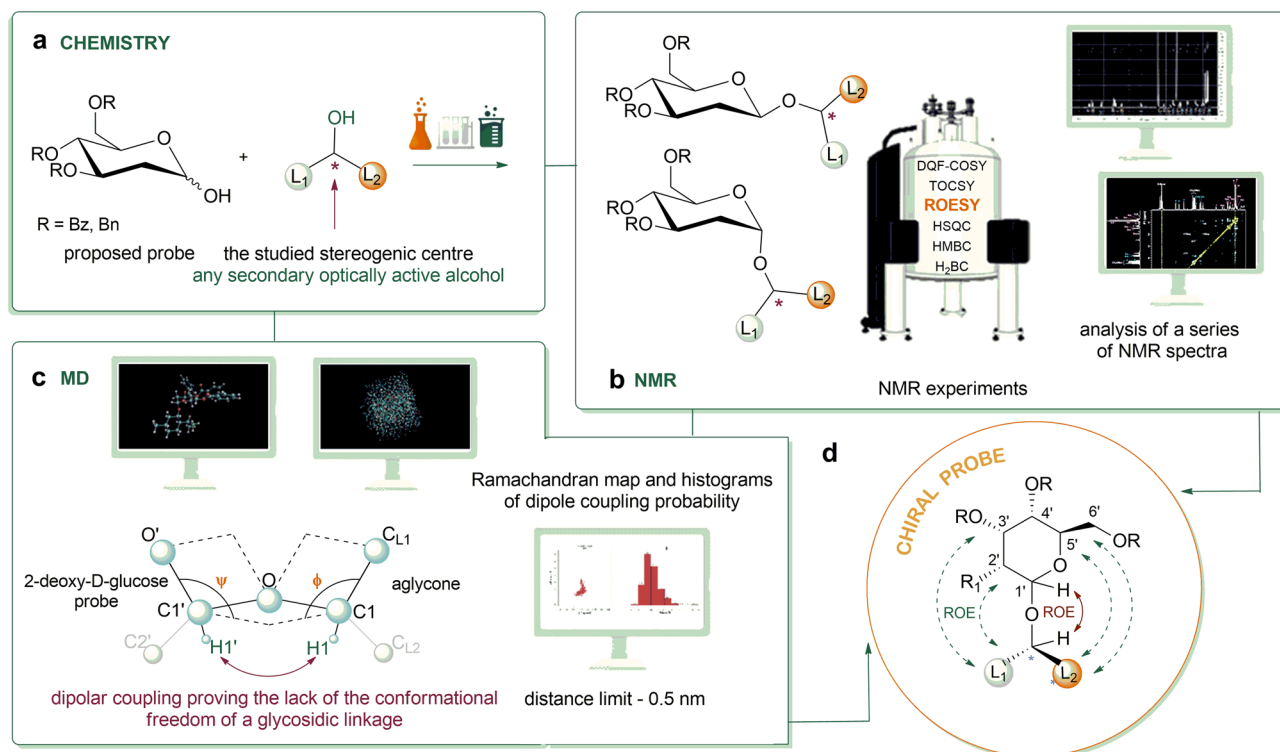 a CHEMISTRY
OR
RO
RO
O
OH
R = Bz, Bn
proposed probe
+
OH
*
L1
L2
the studied stereogenic centre
any secondary optically active alcohol
OR
RO
RO
O
O
L2
*
L1
OR
RO
RO
O
O
L2
*
L1
DQF-COSY
TOCSY
ROESY
HSQC
HMBC
H2BC
analysis of a series
of NMR spectra
b NMR
NMR experiments
c MD
Ramachandran map and histograms
of dipole coupling probability
O'
CL1
2-deoxy-D-glucose
probe
ψ
O
ϕ
aglycone
C1'
C1
C2'
H1'
H1
CL2
dipolar coupling proving the lack of the conformational
freedom of a glycosidic linkage
distance limit - 0.5 nm
d
CHIRAL PROBE
OR
RO
3'
4'
6'
5'
OR
2'
O
R1
1'
H
ROE
O
ROE
H
*
L1
L2
*